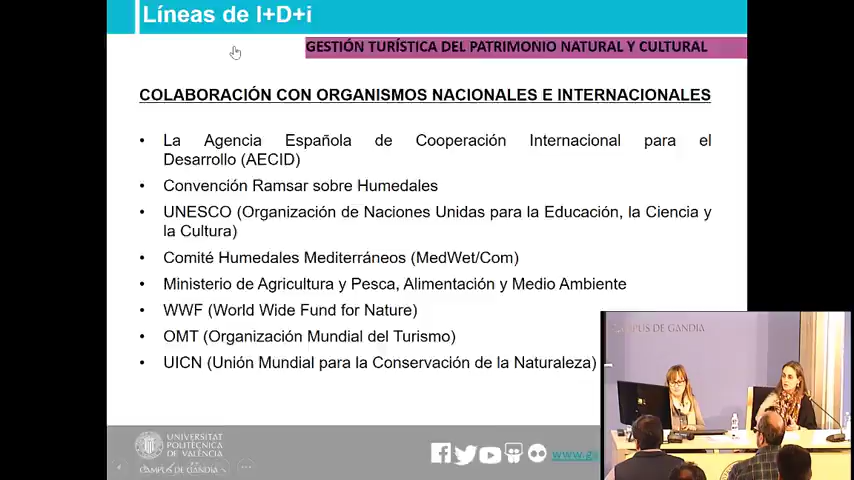 Líneas de I+D+i
GESTIÓN TURÍSTICA DEL PATRIMONIO NATURAL Y CULTURAL
COLABORACIÓN CON ORGANISMOS NACIONALES E INTERNACIONALES
• La Agencia Española de Cooperación Internacional para el
Desarrollo (AECID)
• Convención Ramsar sobre Humedales
• UNESCO (Organización de Naciones Unidas para la Educación, la Ciencia y
la Cultura)
• Comité Humedales Mediterráneos (MedWet/Com)
• Ministerio de Agricultura y Pesca, Alimentación y Medio Ambiente
• WWF (World Wide Fund for Nature)
• OMT (Organización Mundial del Turismo)
• UICN (Unión Mundial para la Conservación de la Naturaleza)
CAMPUS DE GANDIA
UNIVERSITAT
POLITÈCNICA
DE VALÈNCIA
CAMPUS DE GANDIA
www.ga